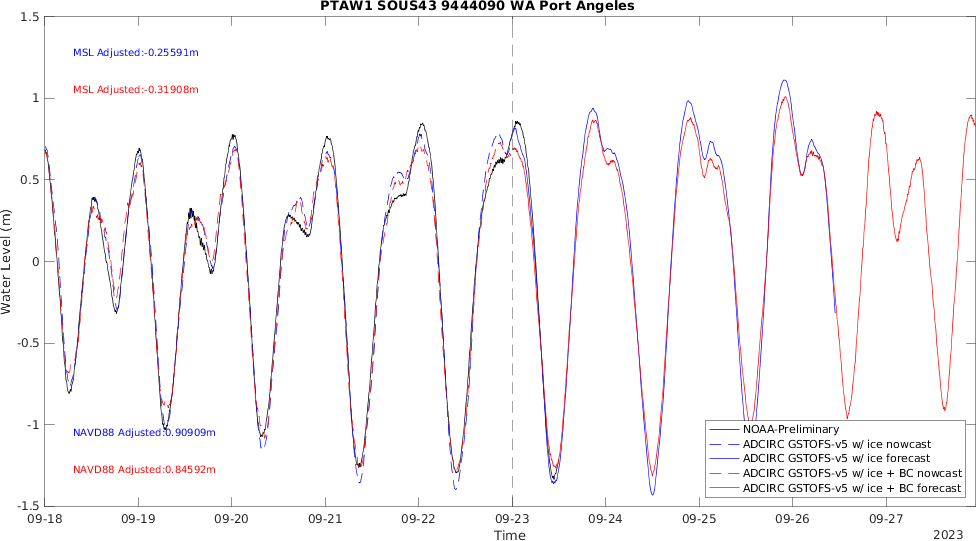 PTAW1 SOUS43 9444090 WA Port Angeles
1.5
MSL Adjusted:-0.25591m
MSL Adjusted:-0.31908m
1
0.5
0
-0.5
-1
-1.5
Water Level (m)
NAVD88 Adjusted:0.90909m
NAVD88 Adjusted:0.84592m
NOAA-Preliminary
ADCIRC GSTOFS-v5 w/ ice nowcast
ADCIRC GSTOFS-v5 w/ ice forecast
ADCIRC GSTOFS-v5 w/ ice + BC nowcast
ADCIRC GSTOFS-v5 w/ ice + BC forecast
09-18 09-19 09-20 09-21 09-22 09-23 09-24 09-25 09-26 09-27
Time
2023